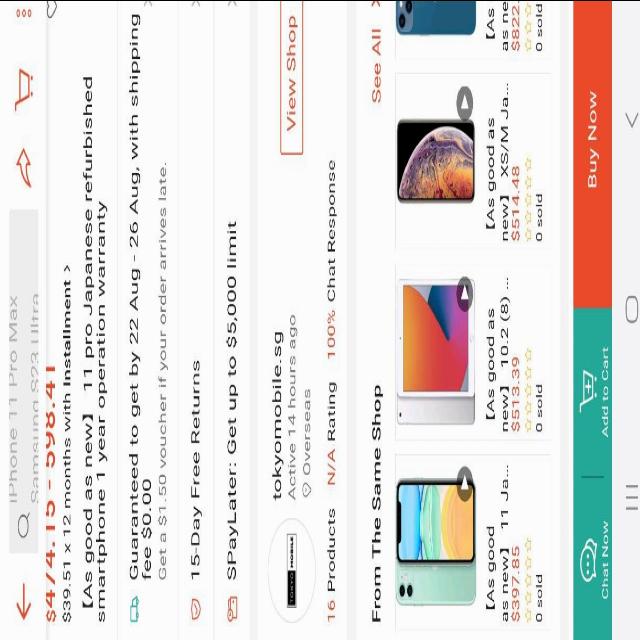 iPhone 11 Pro Max
Samsung S23 Ultra
$474.15 - 598.41
$39.51 x 12 months with Installment >
【As good as new】 11 pro Japanese refurbished
smartphone 1 year operation warranty
Guaranteed to get by 22 Aug - 26 Aug, with shipping
fee $0.00
Get a $1.50 voucher if your order arrives late.
15-Day Free Returns
SPayLater: Get up to $5,000 limit
TOKYO MOBILE
tokyomobile.sg
Active 14 hours ago
Overseas
View Shop
16 Products N/A Rating 100% Chat Response
From The Same Shop
See All >
【As good
as new】 11 Ja...
$397.85
0 sold
【As good as
new】 10.2 (8) ...
$513.39
0 sold
【As good as
new】 XS/M Ja...
$514.48
0 sold
【As
as ne
$822.
0 sold
Chat Now
Add to Cart
Buy Now